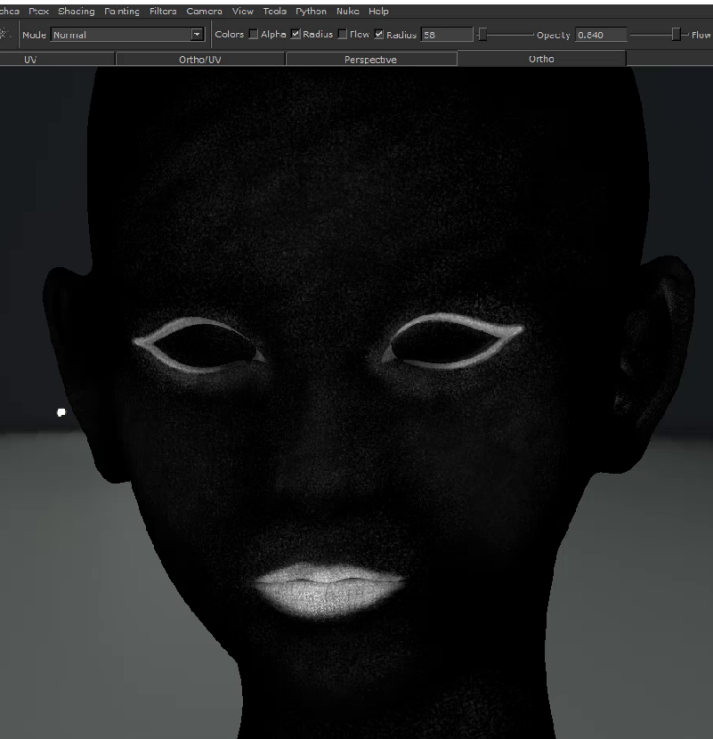 Ptex Shading Painting Filters Camera View Tools Python Nuke Help
Mode Normal Colors Alpha Radius Flow Radius 58 Opacity 0.840 Flow
UV Ortho/UV Perspective Ortho